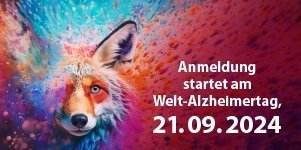 Anmeldung
startet am
Welt-Alzheimertag,
21. 09. 2024